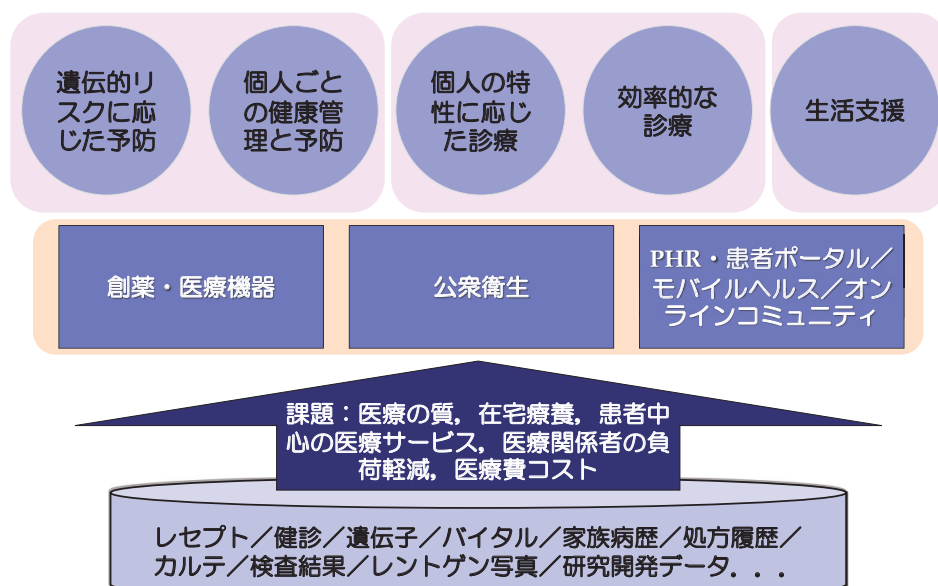 遺伝的リ
スクに応
じた予防
個人ごと
の健康管
理と予防
個人の特
性に応じ
た診療
効率的な
診療
生活支援
創薬・医療機器
公衆衛生
PHR・患者ポータル／
モバイルヘルス／オン
ラインコミュニティ
課題：医療の質，在宅療養，患者中
心の医療サービス，医療関係者の負
荷軽減，医療費コスト
レセプト／健診／遺伝子／バイタル／家族病歴／処方履歴／
カルテ／検査結果／レントゲン写真／研究開発データ．．．